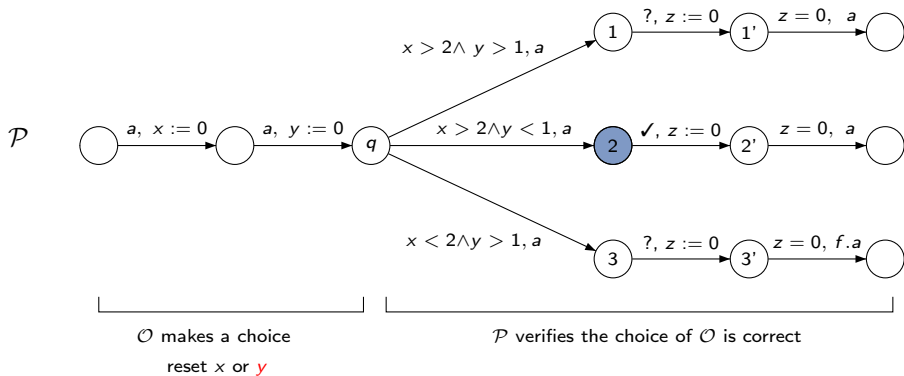 1 ?, z := 0 1' z = 0, a
x > 2∧ y > 1, a
𝒫 a, x := 0 a, y := 0 q x > 2∧y < 1, a 2 ✓, z := 0 2' z = 0, a
x < 2∧y > 1, a
3 ?, z := 0 3' z = 0, f.a
𝒪 makes a choice
reset x or y
𝒫 verifies the choice of 𝒪 is correct